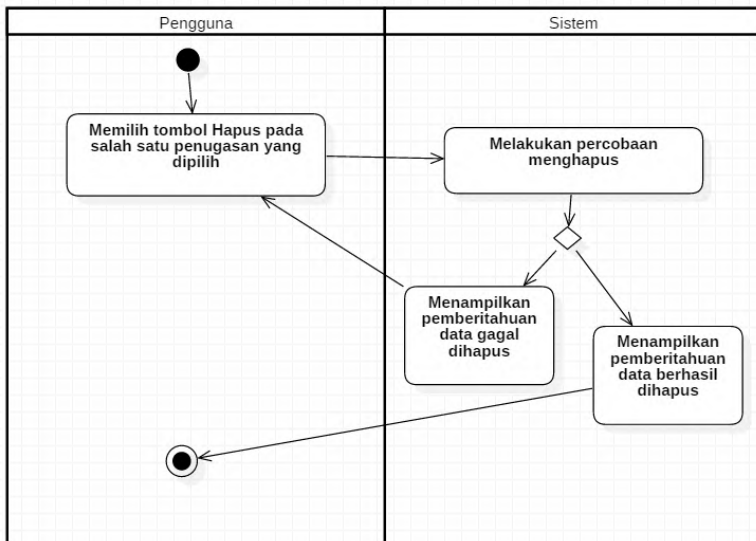 Pengguna
Sistem
Memilih tombol Hapus pada
salah satu penugasan yang
dipilih
Melakukan percobaan
menghapus
Menampilkan
pemberitahuan
data gagal
dihapus
Menampilkan
pemberitahuan
data berhasil
dihapus